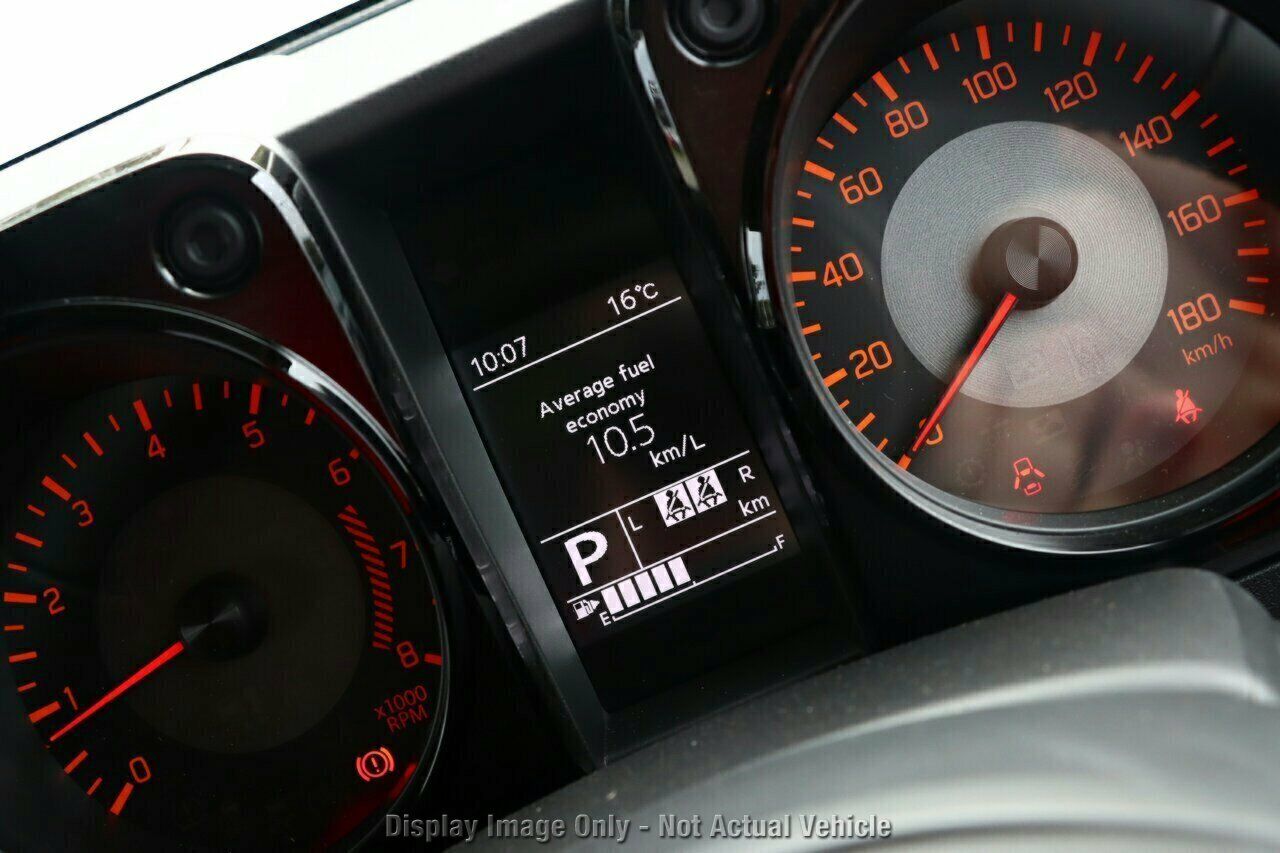 10:07 16°C
Average fuel
economy
10.5 km/L
P L R
km
E F
0
1
2
3
4
5
6
7
8
x1000
RPM
0
20
40
60
80
100
120
140
160
180
km/h
Display Image Only - Not Actual Vehicle